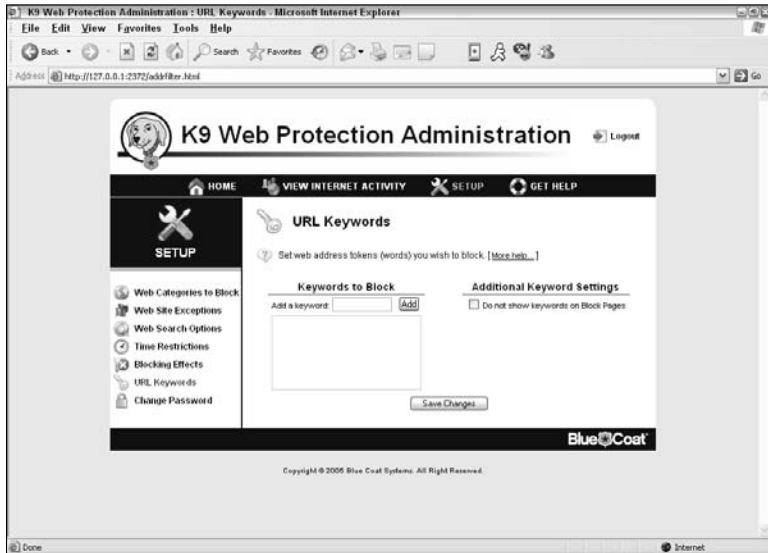 K9 Web Protection Administration : URL Keywords - Microsoft Internet Explorer
File Edit View Favorites Tools Help
Back Search Favorites
Address http://127.0.0.1:2372/addrfilter.html Go
K9 Web Protection Administration
Logout
HOME VIEW INTERNET ACTIVITY SETUP GET HELP
SETUP
Web Categories to Block
Web Site Exceptions
Web Search Options
Time Restrictions
Blocking Effects
URL Keywords
Change Password
URL Keywords
Set web address tokens (words) you wish to block. [More help... ]
Keywords to Block
Add a keyword: Add
Additional Keyword Settings
Do not show keywords on Block Pages
Save Changes
Blue Coat
Copyright © 2005 Blue Coat Systems. All Right Reserved.
Done Internet